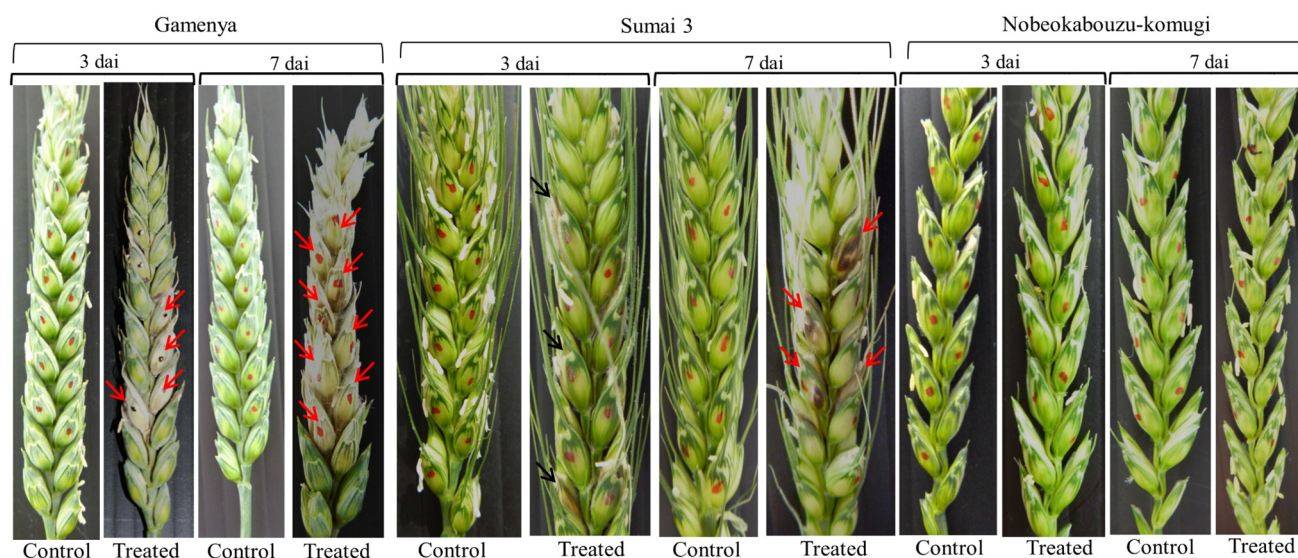 Gamenya Sumai 3 Nobeokabouzu-komugi
3 dai 7 dai 3 dai 7 dai 3 dai 7 dai
Control Treated Control Treated Control Treated Control Treated Control Treated Control Treated